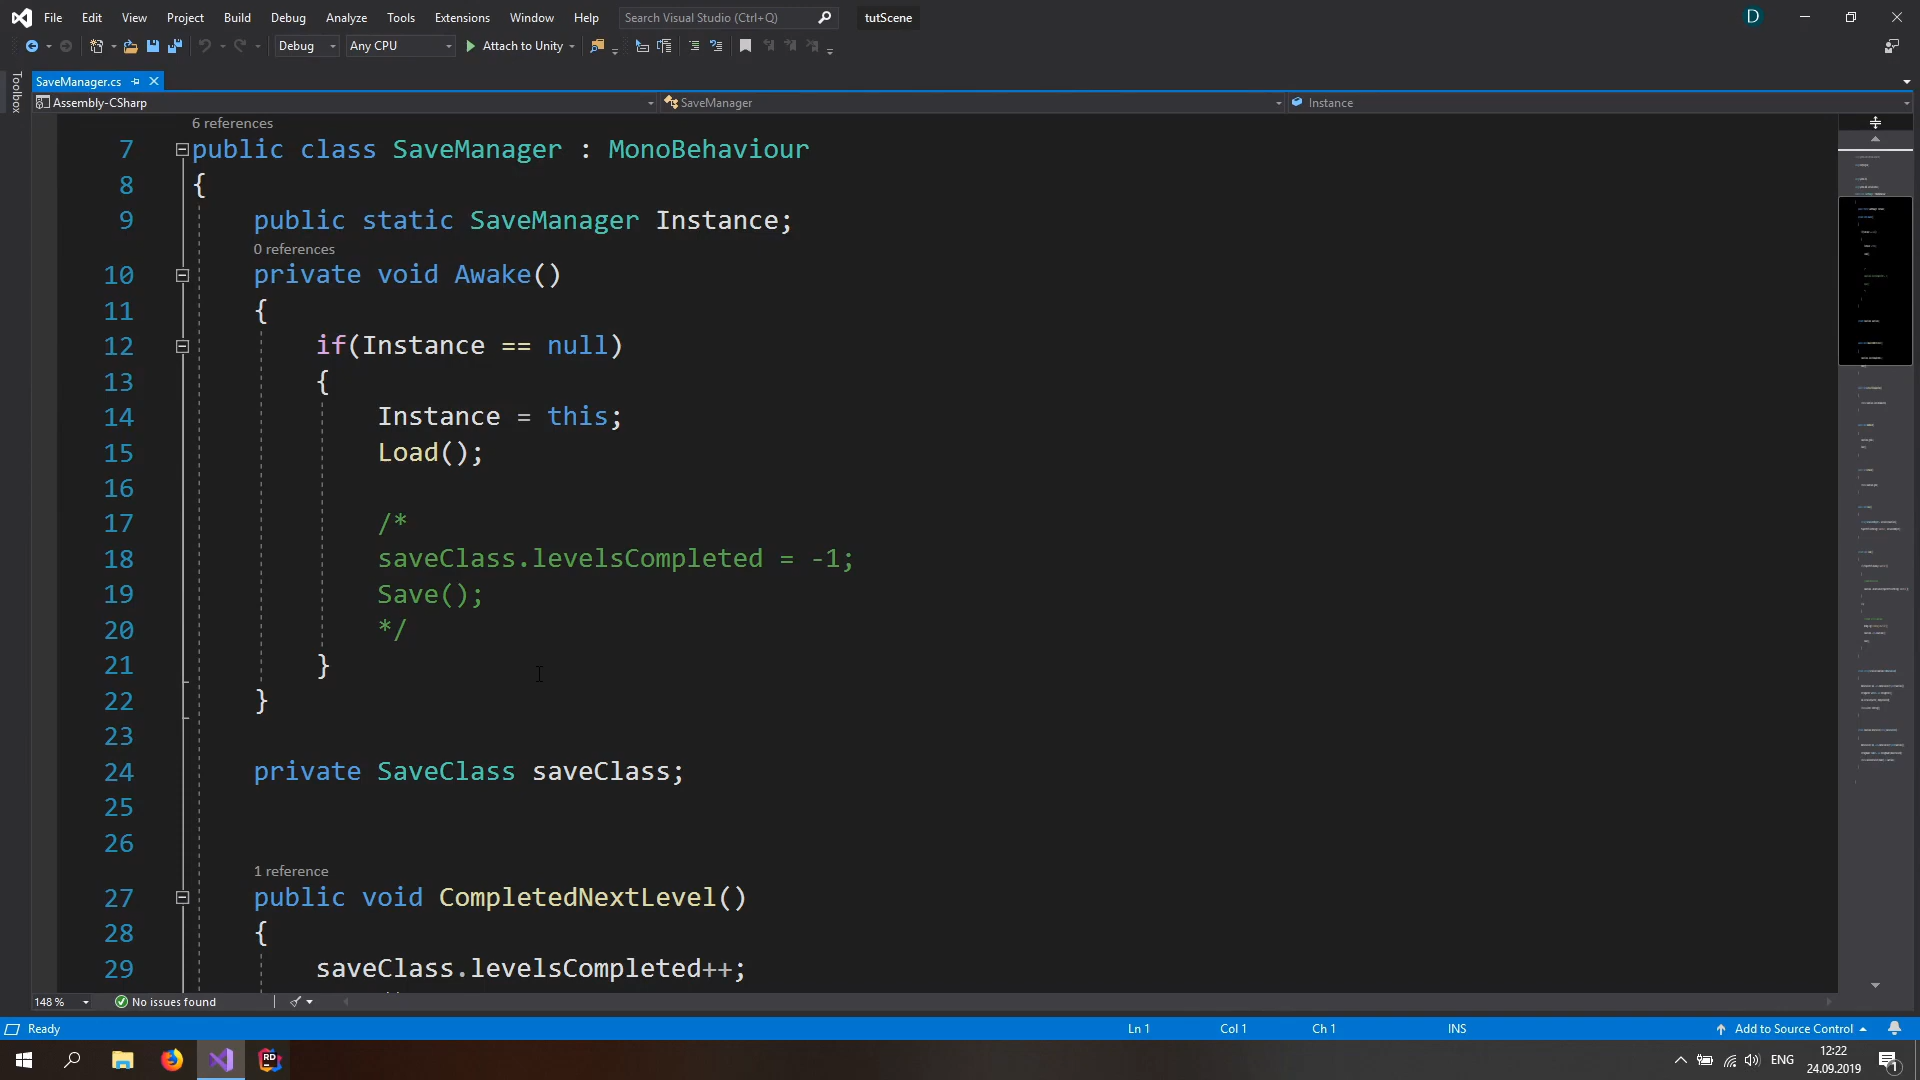 File Edit View Project Build Debug Analyze Tools Extensions Window Help Search Visual Studio (Ctrl+Q) tutScene D
Debug Any CPU Attach to Unity
Toolbox
SaveManager.cs
Assembly-CSharp SaveManager Instance
6 references
7 public class SaveManager : MonoBehaviour
8 {
9 public static SaveManager Instance;
0 references
10 private void Awake()
11 {
12 if(Instance == null)
13 {
14 Instance = this;
15 Load();
16
17 /*
18 saveClass.levelsCompleted = -1;
19 Save();
20 */
21 }
22 }
23
24 private SaveClass saveClass;
25
26
1 reference
27 public void CompletedNextLevel()
28 {
29 saveClass.levelsCompleted++;
148 % No issues found
Ready Ln 1 Col 1 Ch 1 INS Add to Source Control
RD ENG 12:22
24.09.2019 1